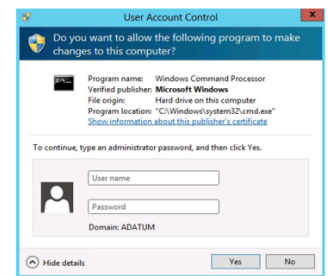 User Account Control
Do you want to allow the following program to make
changes to this computer?
Program name: Windows Command Processor
Verified publisher: Microsoft Windows
File origin: Hard drive on this computer
Program location: "C:\Windows\system32\cmd.exe"
Show information about this publisher's certificate
To continue, type an administrator password, and then click Yes.
User name
Password
Domain: ADATUM
Hide details
Yes
No